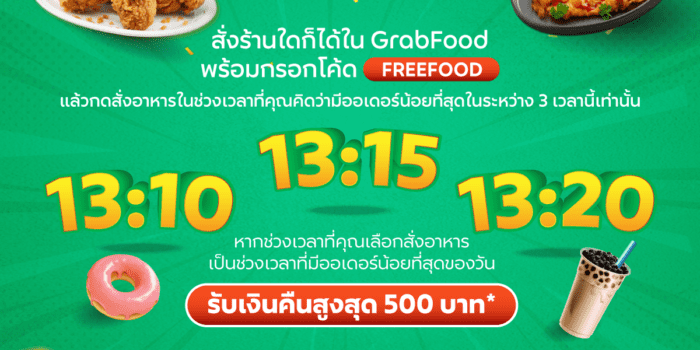 สั่งร้านใดก็ได้ใน GrabFood
พร้อมกรอกโค้ด FREEFOOD
แล้วกดสั่งอาหารในช่วงเวลาที่คุณคิดว่ามีออเดอร์น้อยที่สุดในระหว่าง 3 เวลานี้เท่านั้น
13:10 13:15 13:20
หากช่วงเวลาที่คุณเลือกสั่งอาหาร
เป็นช่วงเวลาที่มีออเดอร์น้อยที่สุดของวัน
รับเงินคืนสูงสุด 500 บาท*